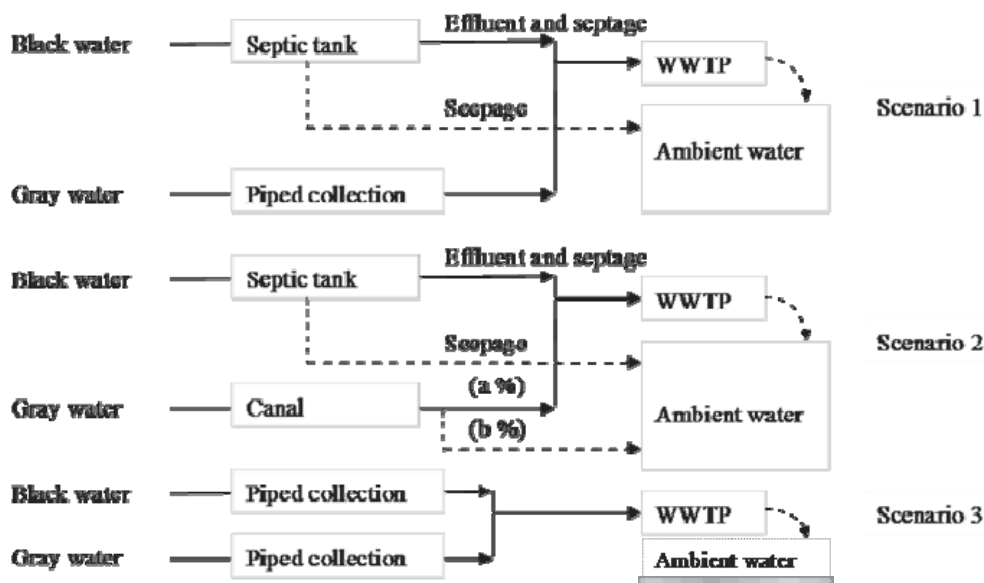 Effluent and septage
Black water
Septic tank
WWTP
Scenario 1
Seepage
Ambient water
Gray water
Piped collection
Effluent and septage
Black water
Septic tank
WWTP
Seepage
Scenario 2
(a %)
Gray water
Canal
Ambient water
(b %)
Black water
Piped collection
WWTP
Scenario 3
Gray water
Piped collection
Ambient water